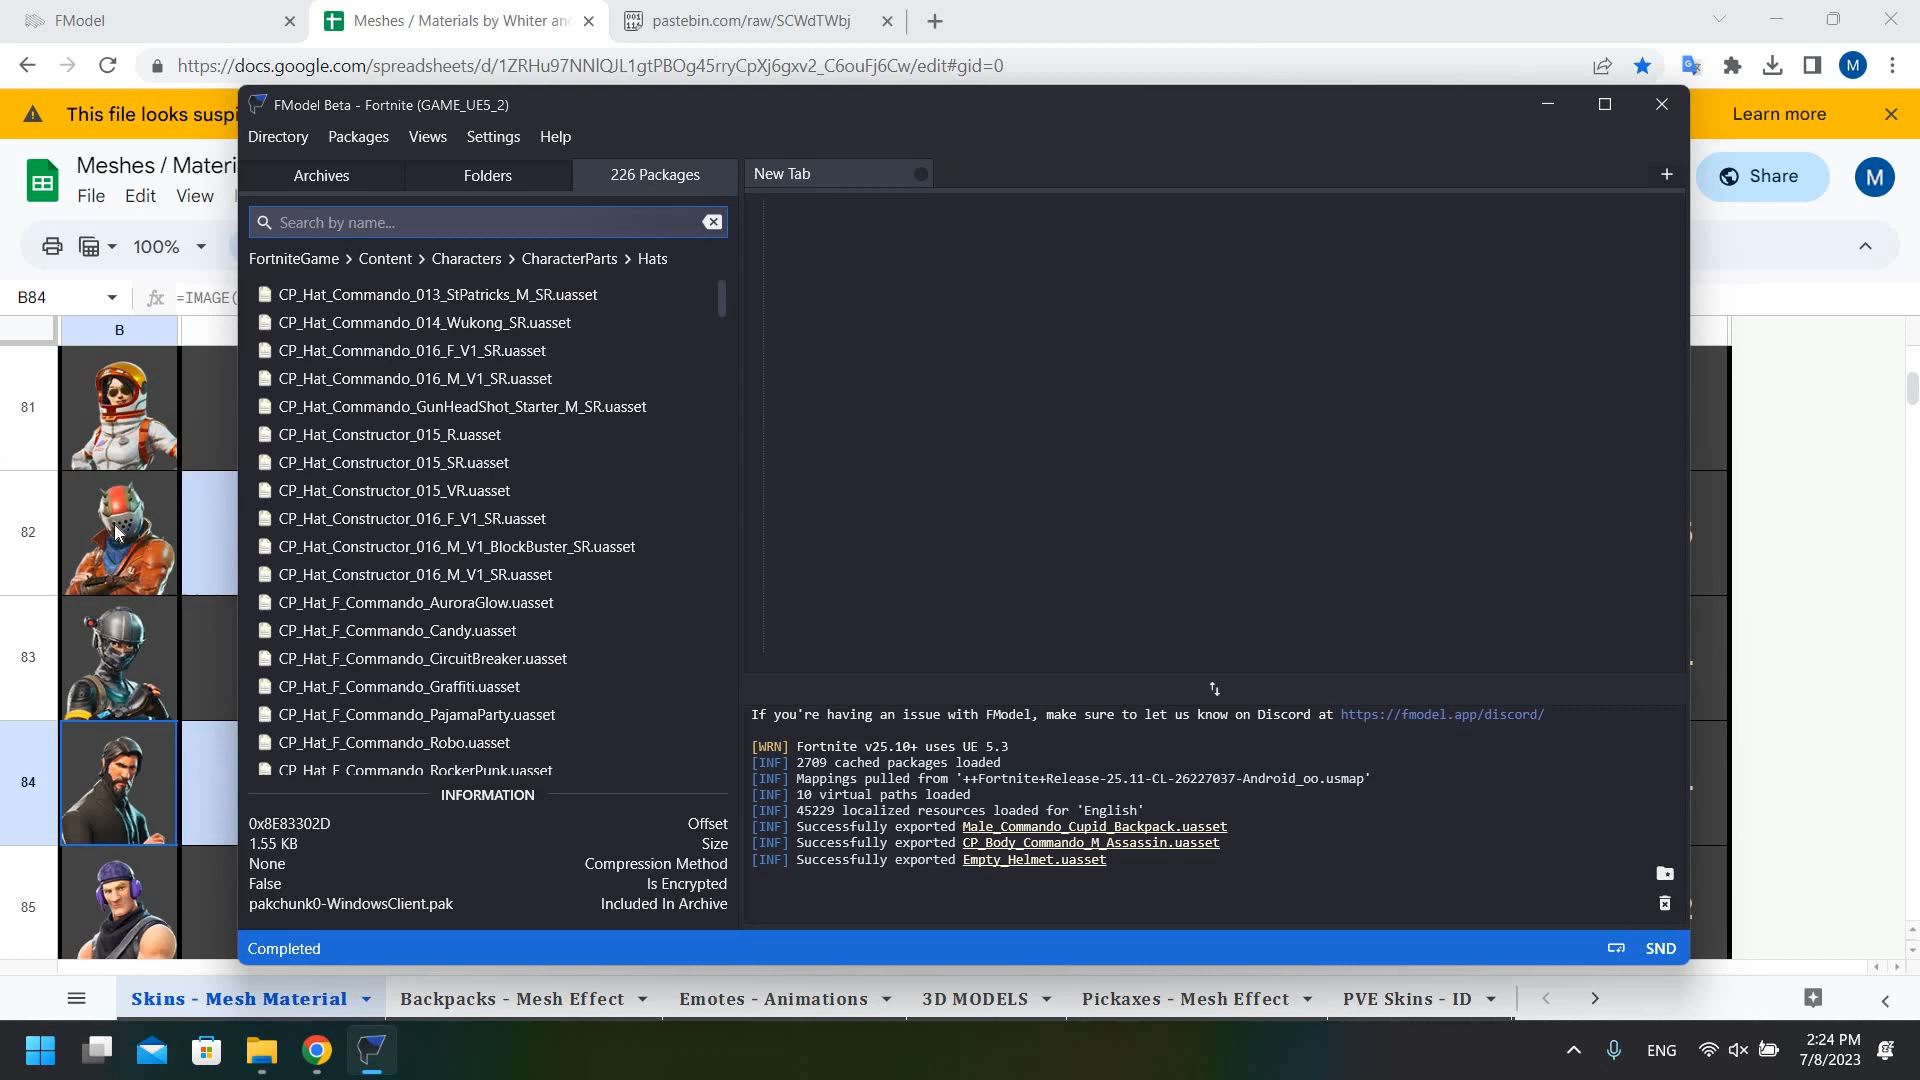 FModel
Meshes / Materials by Whiter an
pastebin.com/raw/SCWdTWbj
https://docs.google.com/spreadsheets/d/1ZRHu97NNlQJL1gtPBOg45rryCpXj6gxv2_C6ouFj6Cw/edit#gid=0
M
This file looks suspi
Learn more
FModel Beta - Fortnite (GAME_UE5_2)
Directory Packages Views Settings Help
Meshes / Materi
File Edit View
Share
M
Archives Folders 226 Packages
New Tab
Search by name...
100%
FortniteGame > Content > Characters > CharacterParts > Hats
B84
fx =IMAGE(
B
CP_Hat_Commando_013_StPatricks_M_SR.uasset
CP_Hat_Commando_014_Wukong_SR.uasset
CP_Hat_Commando_016_F_V1_SR.uasset
CP_Hat_Commando_016_M_V1_SR.uasset
CP_Hat_Commando_GunHeadShot_Starter_M_SR.uasset
CP_Hat_Constructor_015_R.uasset
CP_Hat_Constructor_015_SR.uasset
CP_Hat_Constructor_015_VR.uasset
CP_Hat_Constructor_016_F_V1_SR.uasset
CP_Hat_Constructor_016_M_V1_BlockBuster_SR.uasset
CP_Hat_Constructor_016_M_V1_SR.uasset
CP_Hat_F_Commando_AuroraGlow.uasset
CP_Hat_F_Commando_Candy.uasset
CP_Hat_F_Commando_CircuitBreaker.uasset
CP_Hat_F_Commando_Graffiti.uasset
CP_Hat_F_Commando_PajamaParty.uasset
CP_Hat_F_Commando_Robo.uasset
CP_Hat_F_Commando_RockerPunk.uasset
81
82
83
84
85
INFORMATION
0x8E83302D Offset
1.55 KB Size
None Compression Method
False Is Encrypted
pakchunk0-WindowsClient.pak Included In Archive
If you're having an issue with FModel, make sure to let us know on Discord at https://fmodel.app/discord/
[WRN] Fortnite v25.10+ uses UE 5.3
[INF] 2709 cached packages loaded
[INF] Mappings pulled from '++Fortnite+Release-25.11-CL-26227037-Android_oo.usmap'
[INF] 10 virtual paths loaded
[INF] 45229 localized resources loaded for 'English'
[INF] Successfully exported Male_Commando_Cupid_Backpack.uasset
[INF] Successfully exported CP_Body_Commando_M_Assassin.uasset
[INF] Successfully exported Empty_Helmet.uasset
Completed
SND
Skins - Mesh Material
Backpacks - Mesh Effect
Emotes - Animations
3D MODELS
Pickaxes - Mesh Effect
PVE Skins - ID
ENG
2:24 PM
7/8/2023